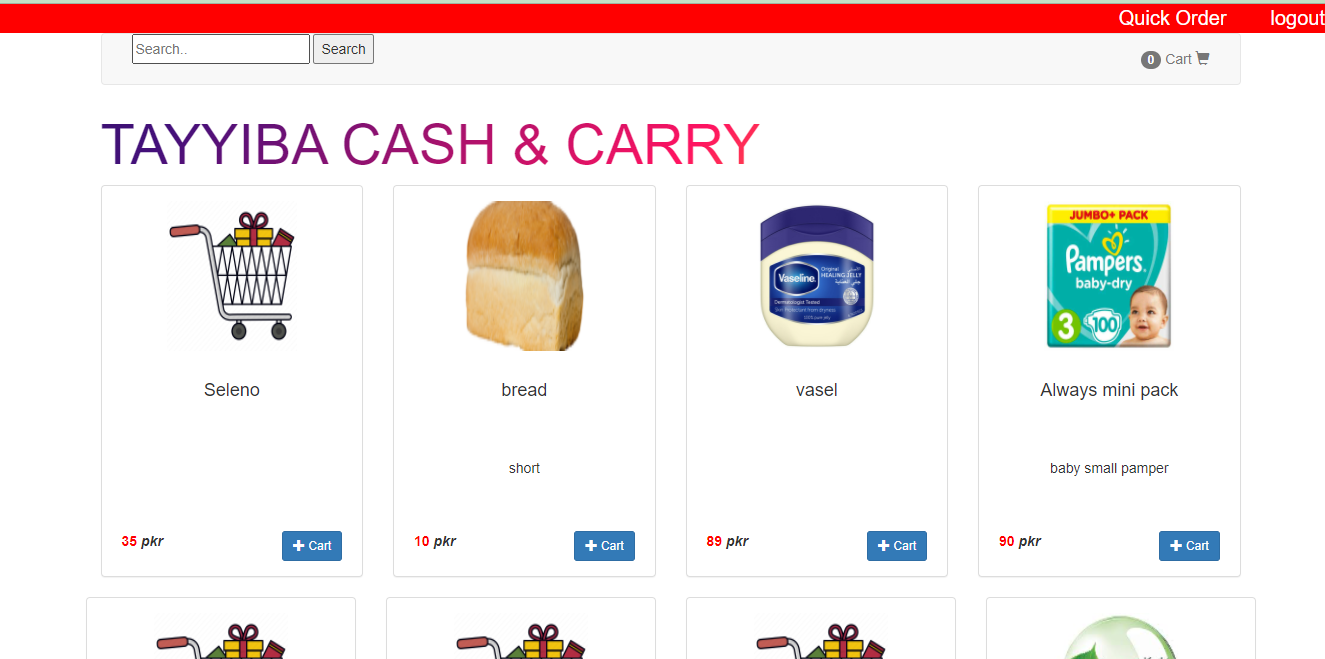 Quick Order logout
Search.. Search 0 Cart
TAYYIBA CASH & CARRY
Vaseline.
Original
HEALING JELLY
Dermatologist Tested
JUMBO+ PACK
Pampers.
baby-dry
3 100
Seleno bread vasel Always mini pack
short baby small pamper
35 pkr Cart 10 pkr Cart 89 pkr Cart 90 pkr Cart